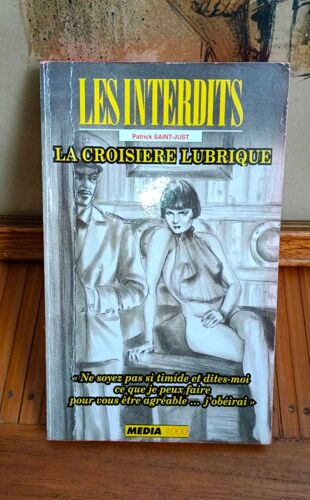 LES INTERDITS
Patrick SAINT-JUST
LA CROISIERE LUBRIQUE
« Ne soyez pas si timide et dites-moi
ce que je peux faire
pour vous être agréable ... j'obéirai »
MEDIA 1000